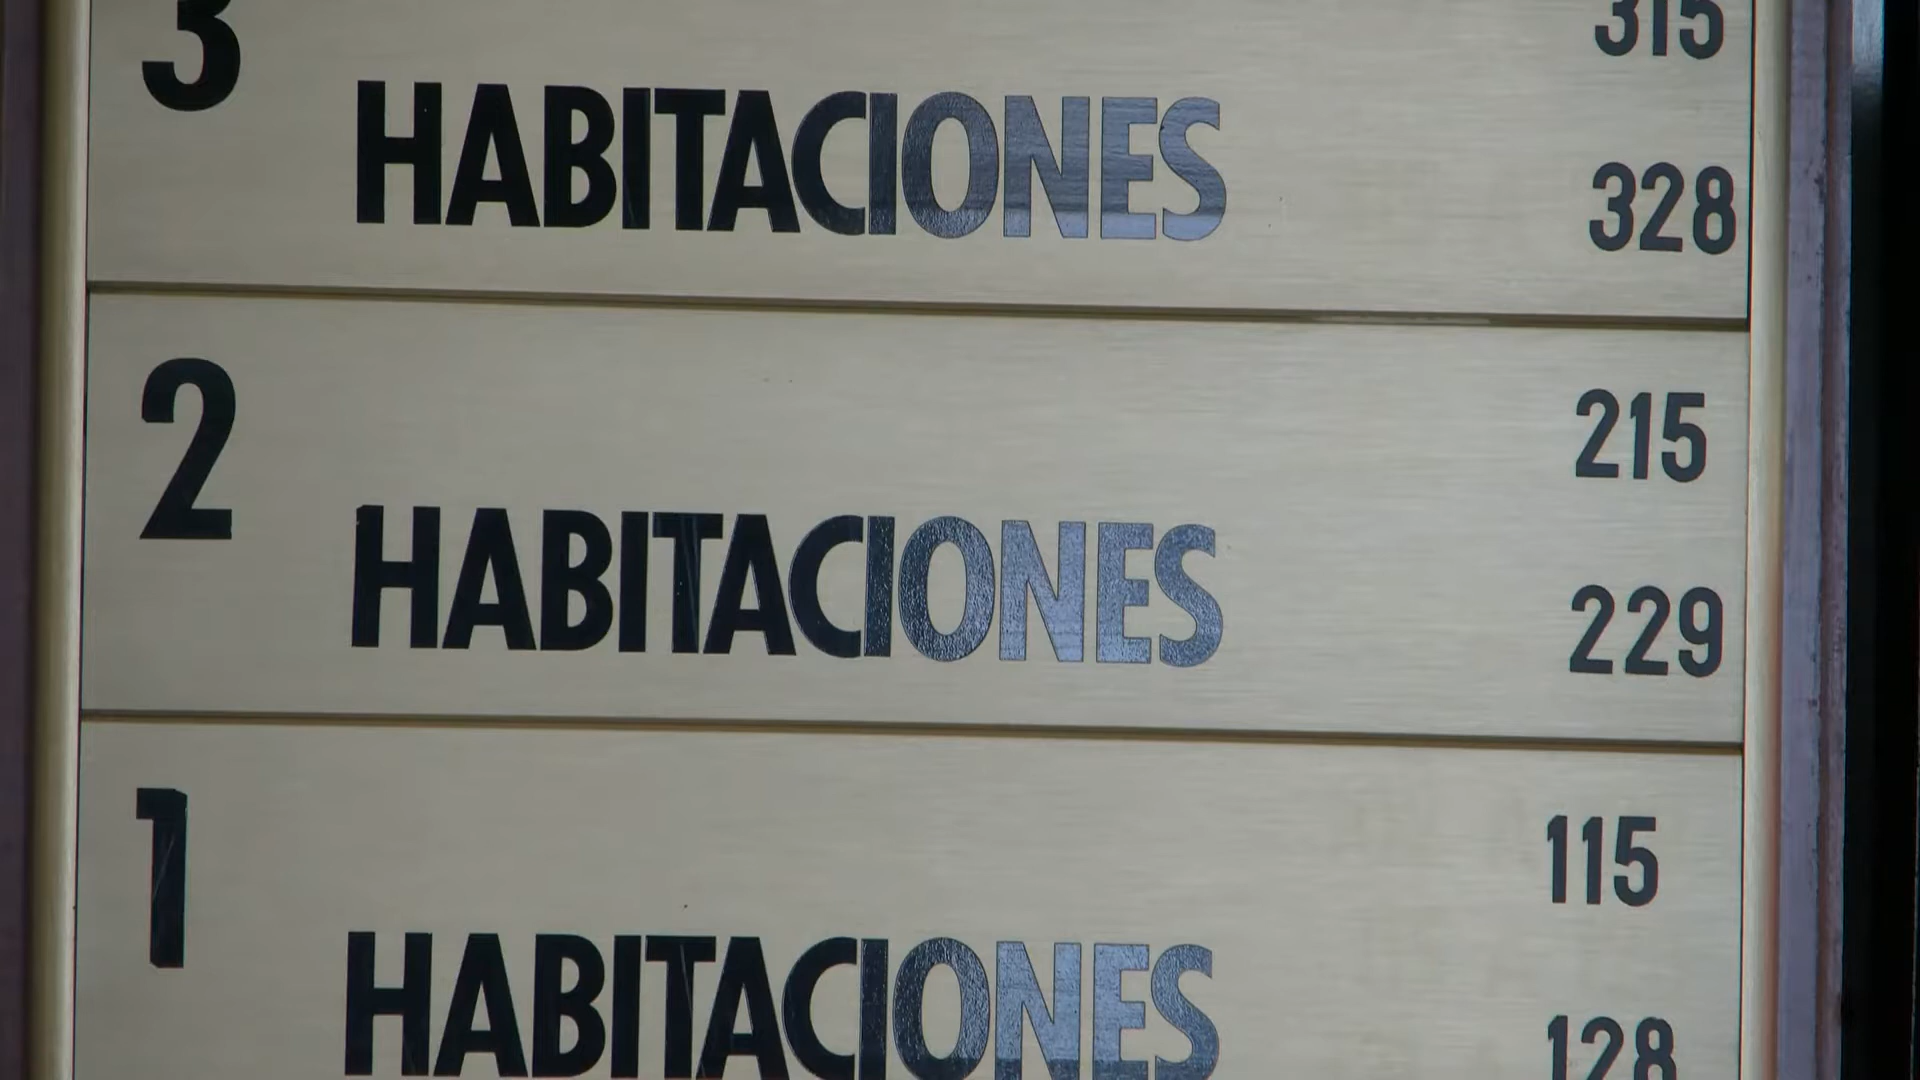 3 315
HABITACIONES 328
2 215
HABITACIONES 229
1 115
HABITACIONES 128